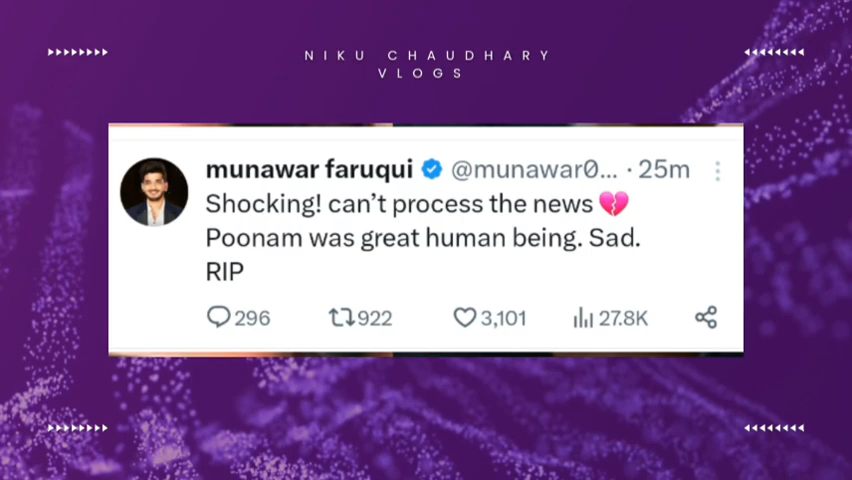 NIKU CHAUDHARY
VLOGS
munawar faruqui @munawar0... · 25m
Shocking! can't process the news 💔
Poonam was great human being. Sad.
RIP
296 922 3,101 27.8K